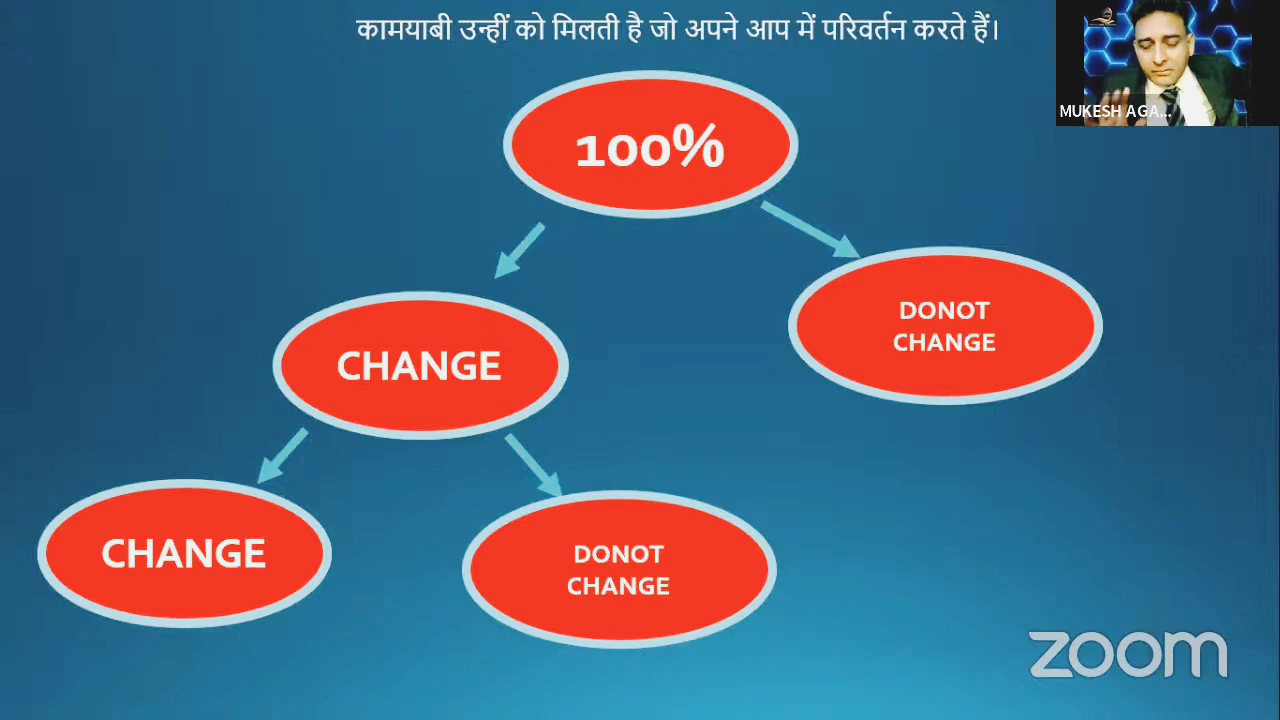 कामयाबी उन्हीं को मिलती है जो अपने आप में परिवर्तन करते हैं।
MUKESH AGA...
100%
DONOT
CHANGE
CHANGE
CHANGE
DONOT
CHANGE
zoom